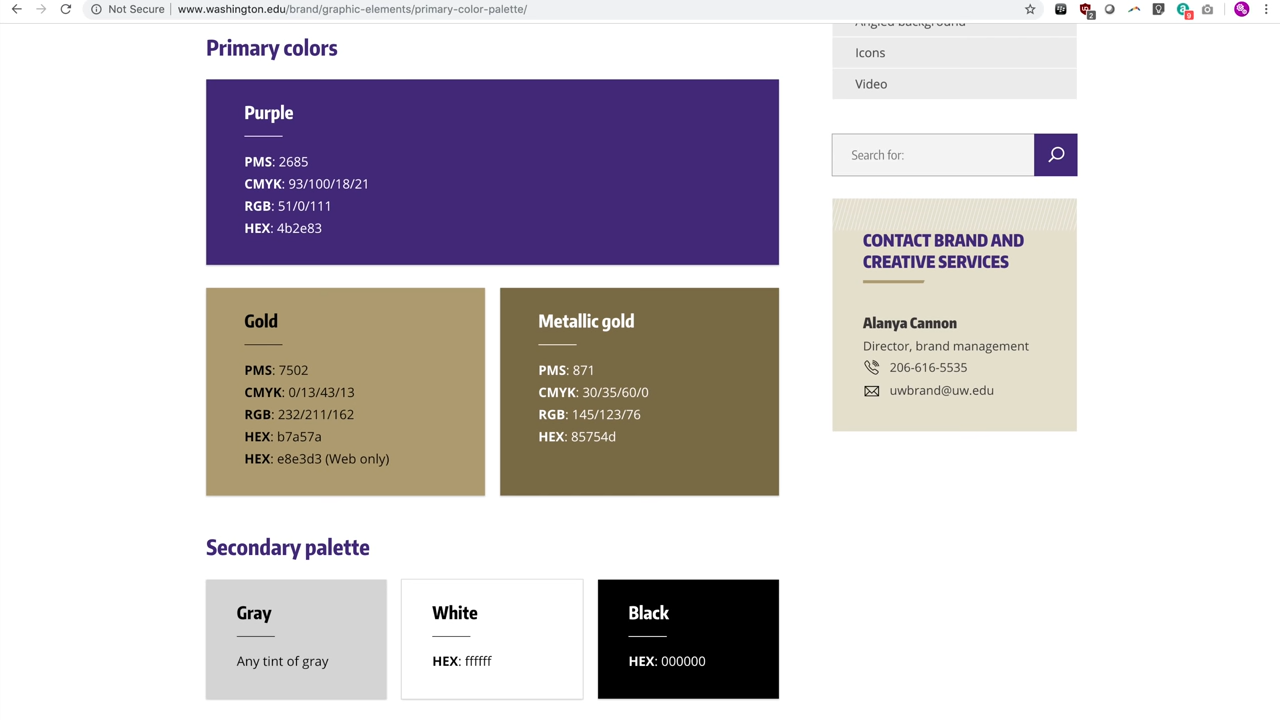 Not Secure | www.washington.edu/brand/graphic-elements/primary-color-palette/
2
9
Primary colors
Purple
PMS: 2685
CMYK: 93/100/18/21
RGB: 51/0/111
HEX: 4b2e83
Gold
PMS: 7502
CMYK: 0/13/43/13
RGB: 232/211/162
HEX: b7a57a
HEX: e8e3d3 (Web only)
Metallic gold
PMS: 871
CMYK: 30/35/60/0
RGB: 145/123/76
HEX: 85754d
Secondary palette
Gray
Any tint of gray
White
HEX: ffffff
Black
HEX: 000000
Angled background
Icons
Video
Search for:
CONTACT BRAND AND
CREATIVE SERVICES
Alanya Cannon
Director, brand management
206-616-5535
uwbrand@uw.edu